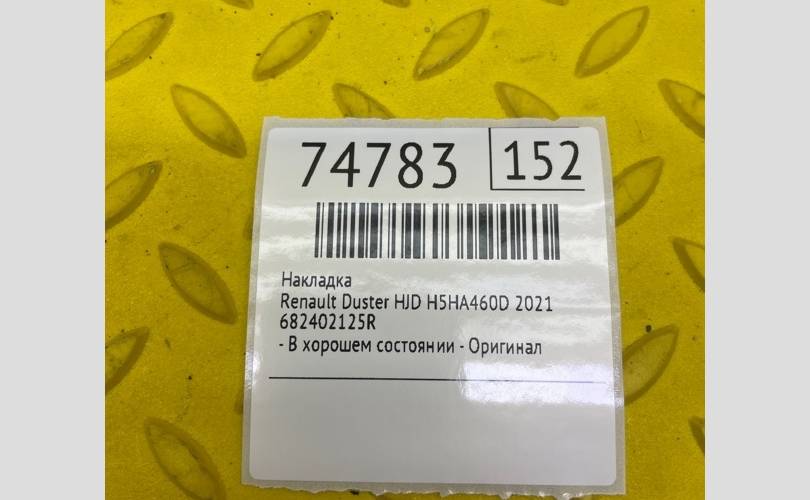 74783
152
Накладка
Renault Duster HJD H5HA460D 2021
682402125R
- В хорошем состоянии - Оригинал